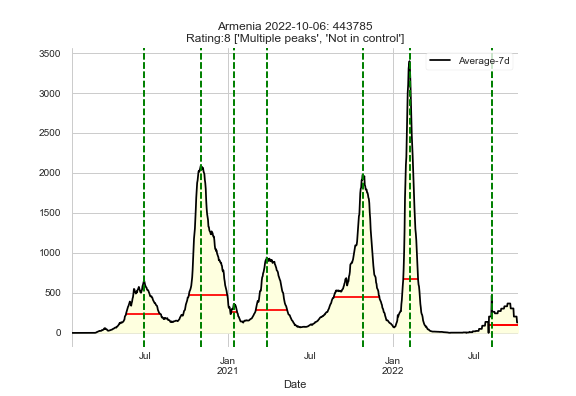 Armenia 2022-10-06: 443785
Rating:8 ['Multiple peaks', 'Not in control']
Average-7d
3500
3000
2500
2000
1500
1000
500
0
Jul
Jan
2021
Jul
Jan
2022
Jul
Date